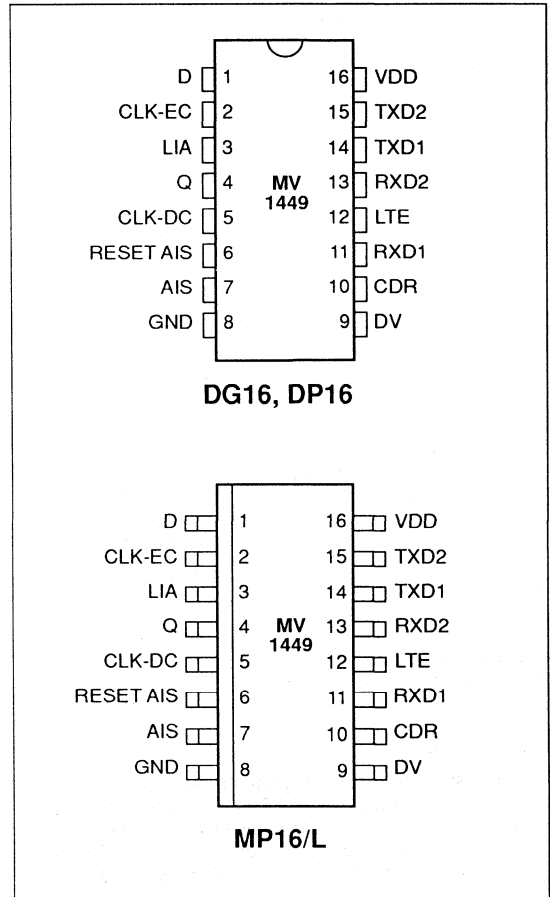 D 1 16 VDD
CLK-EC 2 15 TXD2
LIA 3 14 TXD1
Q 4 MV 1449 13 RXD2
CLK-DC 5 12 LTE
RESET AIS 6 11 RXD1
AIS 7 10 CDR
GND 8 9 DV
DG16, DP16
D 1 16 VDD
CLK-EC 2 15 TXD2
LIA 3 14 TXD1
Q 4 MV 1449 13 RXD2
CLK-DC 5 12 LTE
RESET AIS 6 11 RXD1
AIS 7 10 CDR
GND 8 9 DV
MP16/L